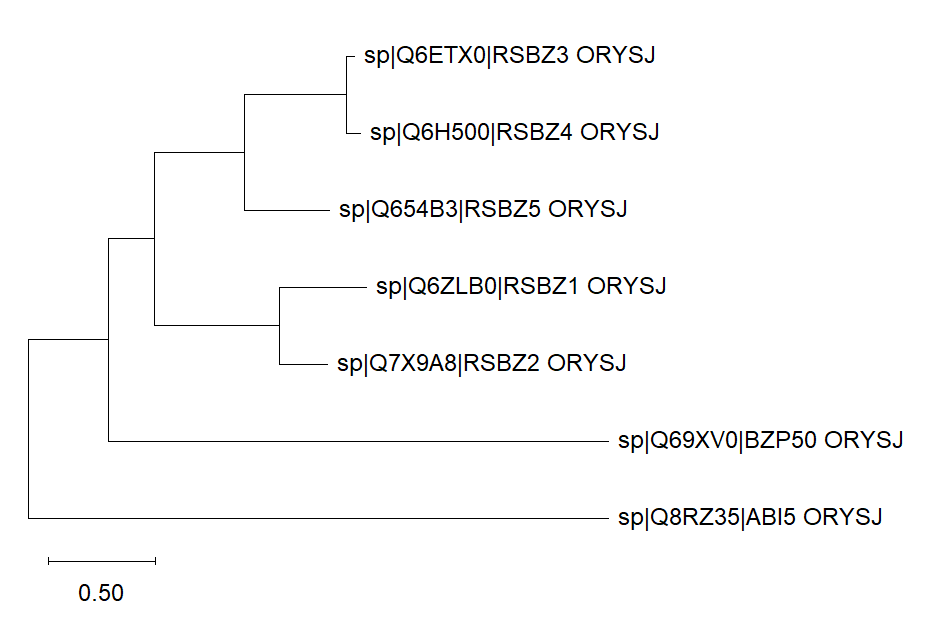 sp|Q6ETX0|RSBZ3 ORYSJ
sp|Q6H500|RSBZ4 ORYSJ
sp|Q654B3|RSBZ5 ORYSJ
sp|Q6ZLB0|RSBZ1 ORYSJ
sp|Q7X9A8|RSBZ2 ORYSJ
sp|Q69XV0|BZP50 ORYSJ
sp|Q8RZ35|ABI5 ORYSJ
0.50